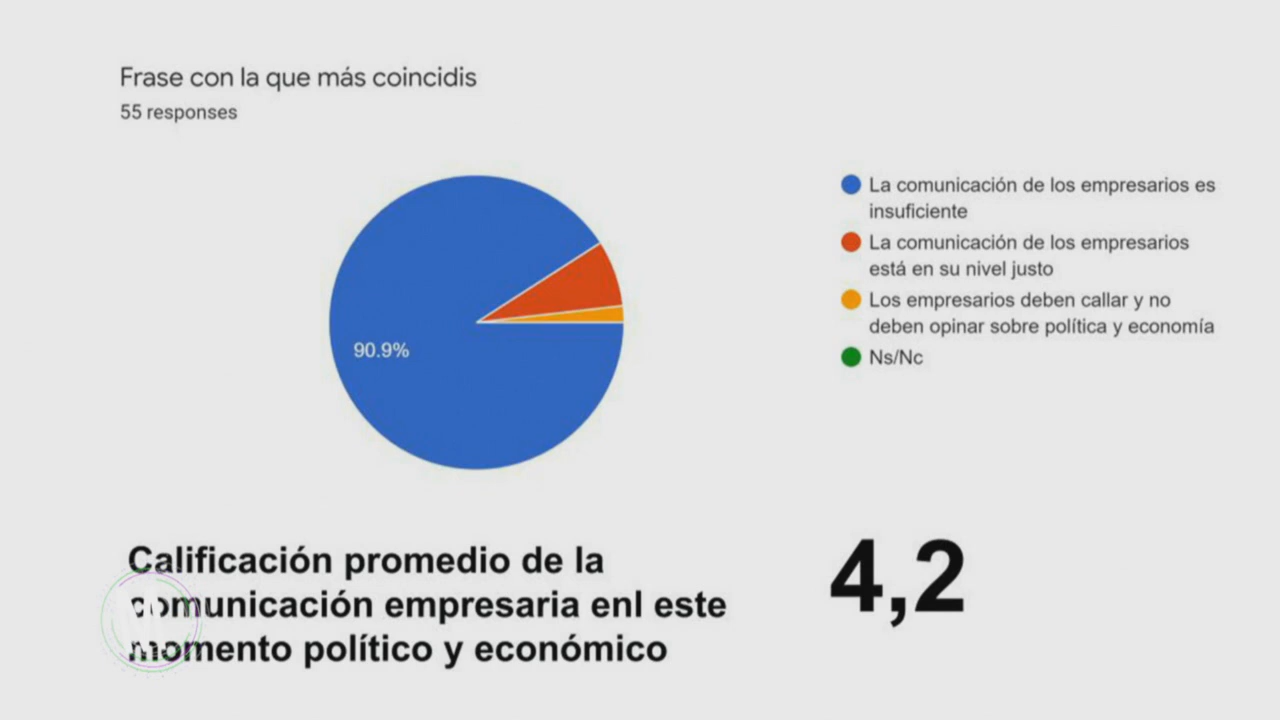 Frase con la que más coincidis
55 responses
90.9%
La comunicación de los empresarios es
insuficiente
La comunicación de los empresarios
está en su nivel justo
Los empresarios deben callar y no
deben opinar sobre política y economía
Ns/Nc
Calificación promedio de la
comunicación empresaria enl este
momento político y económico
4,2